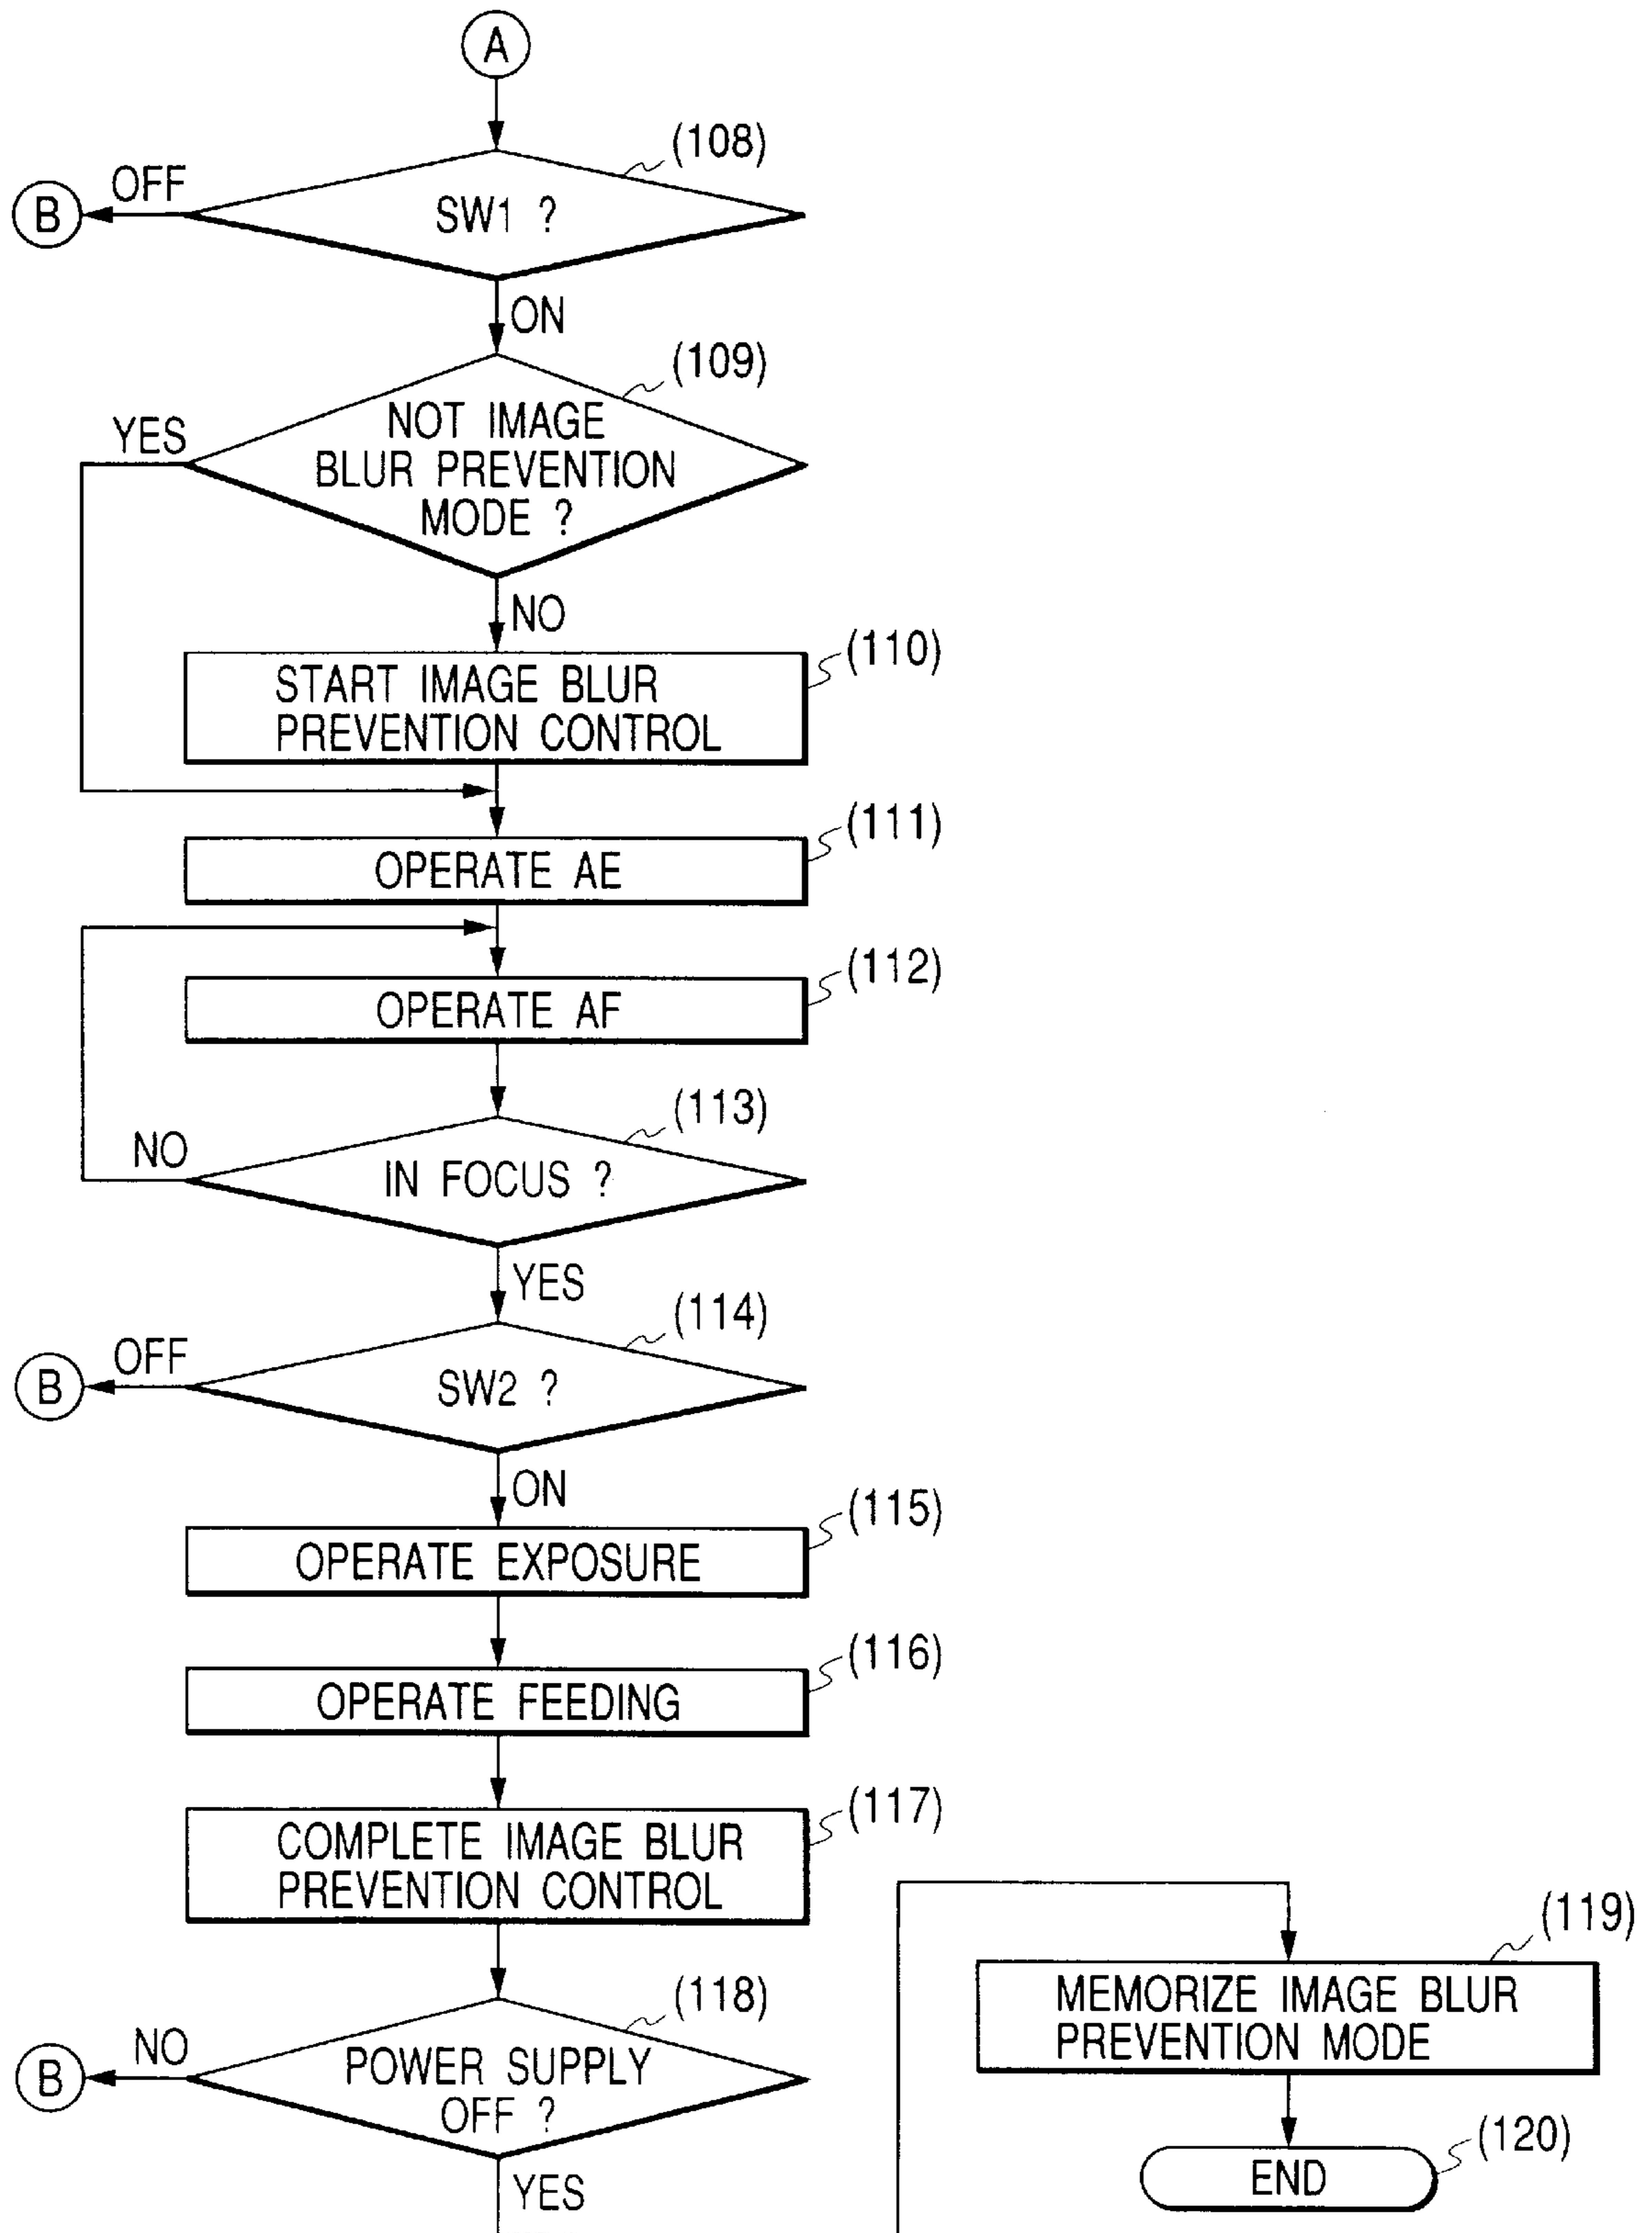 A
(108)
OFF
B
SW1 ?
ON
(109)
YES
NOT IMAGE
BLUR PREVENTION
MODE ?
NO
(110)
START IMAGE BLUR
PREVENTION CONTROL
(111)
OPERATE AE
(112)
OPERATE AF
(113)
NO
IN FOCUS ?
YES
(114)
OFF
B
SW2 ?
ON
(115)
OPERATE EXPOSURE
(116)
OPERATE FEEDING
(117)
COMPLETE IMAGE BLUR
PREVENTION CONTROL
(118)
NO
B
POWER SUPPLY
OFF ?
YES
(119)
MEMORIZE IMAGE BLUR
PREVENTION MODE
(120)
END